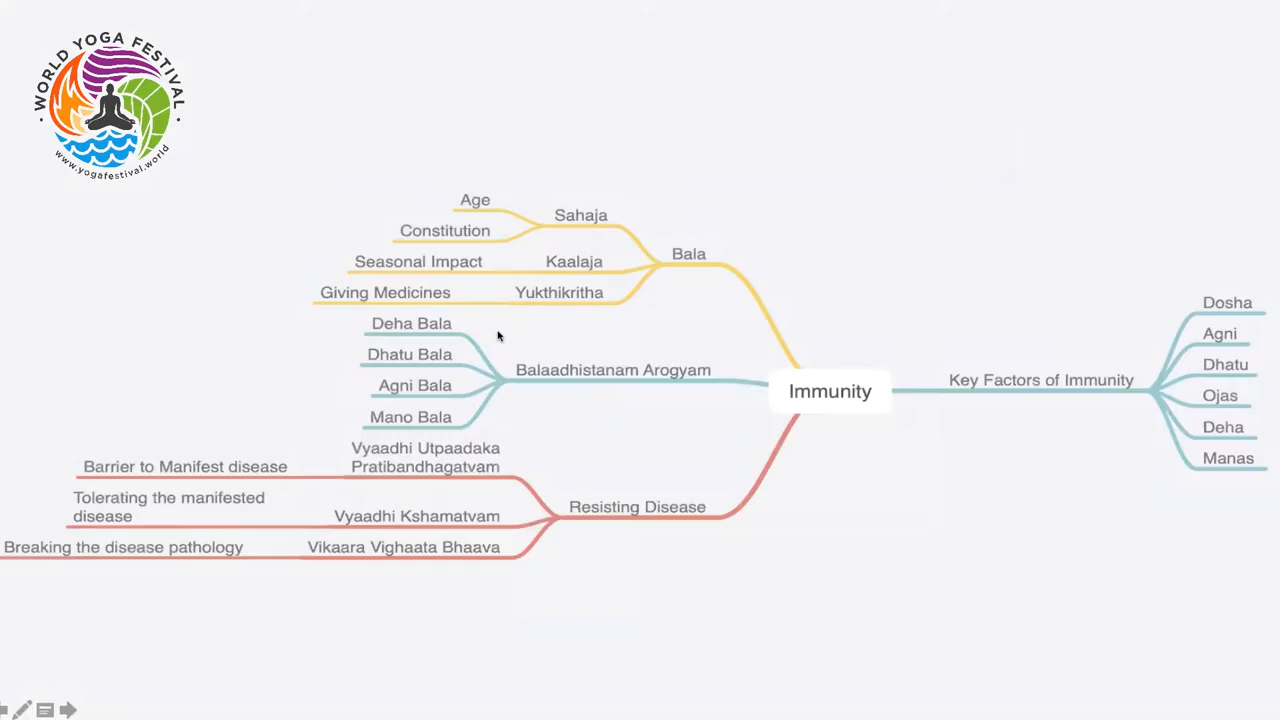 WORLD YOGA FESTIVAL
www.yogafestival.world
Age
Constitution
Sahaja
Seasonal Impact
Kaalaja
Giving Medicines
Yukthikritha
Bala
Deha Bala
Dhatu Bala
Agni Bala
Mano Bala
Balaadhistanam Arogyam
Vyaadhi Utpaadaka
Pratibandhagatvam
Barrier to Manifest disease
Tolerating the manifested
disease
Vyaadhi Kshamatvam
Breaking the disease pathology
Vikaara Vighaata Bhaava
Resisting Disease
Immunity
Key Factors of Immunity
Dosha
Agni
Dhatu
Ojas
Deha
Manas